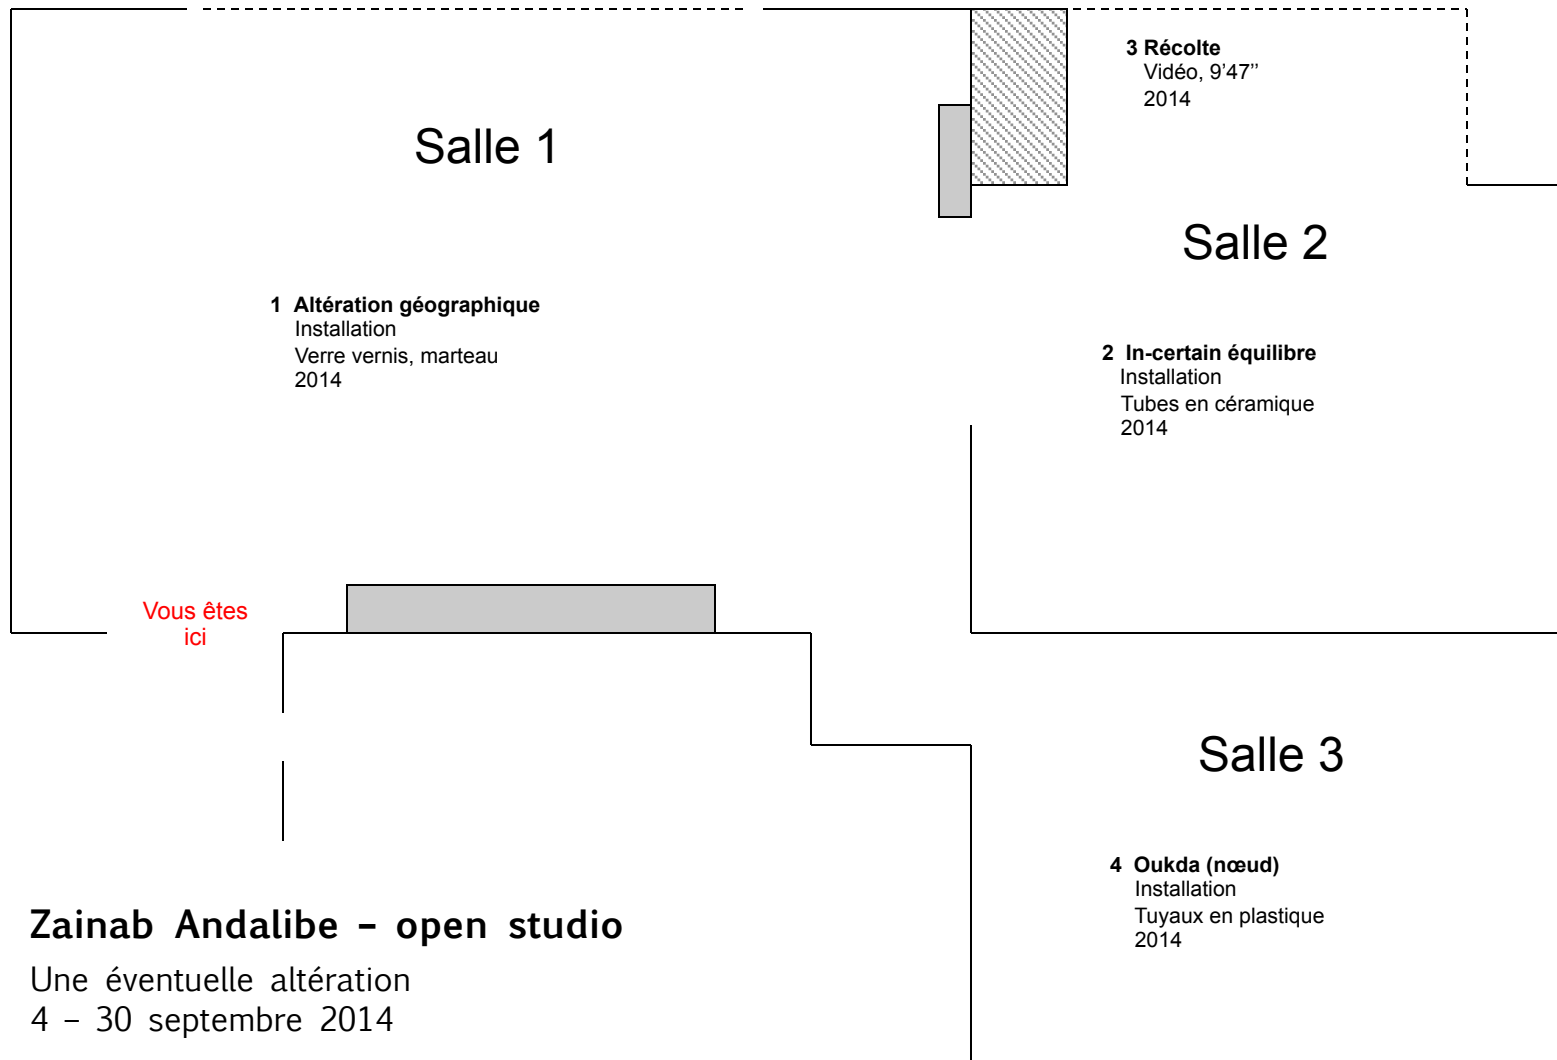 Salle 1
1 Altération géographique
Installation
Verre vernis, marteau
2014
Vous êtes
ici
3 Récolte
Vidéo, 9’47’’
2014
Salle 2
2 In-certain équilibre
Installation
Tubes en céramique
2014
Salle 3
4 Oukda (nœud)
Installation
Tuyaux en plastique
2014
Zainab Andalibe – open studio
Une éventuelle altération
4 – 30 septembre 2014